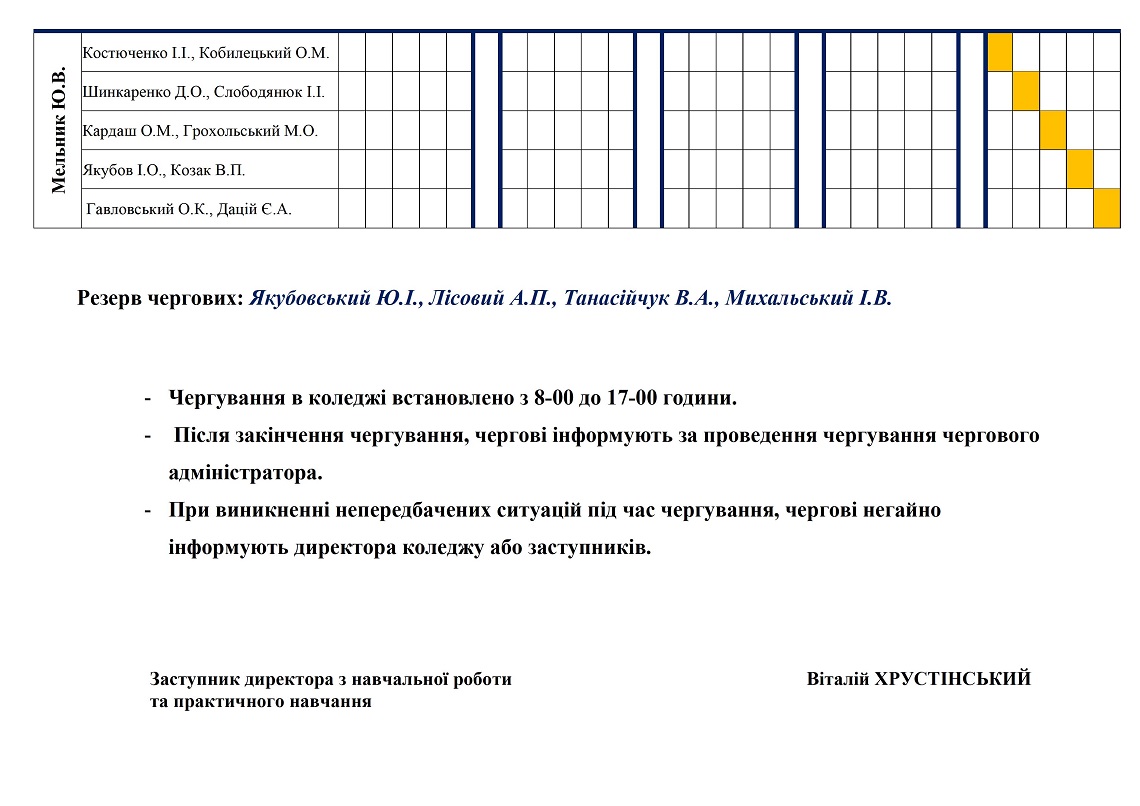 Мельник Ю.В.
Костюченко І.І., Кобилецький О.М.
Шинкаренко Д.О., Слободянюк І.І.
Кардаш О.М., Грохольський М.О.
Якубов І.О., Козак В.П.
Гавловський О.К., Дацій Є.А.
Резерв чергових: Якубовський Ю.І., Лісовий А.П., Танасійчук В.А., Михальський І.В.
- Чергування в коледжі встановлено з 8-00 до 17-00 години.
- Після закінчення чергування, чергові інформують за проведення чергування чергового
адміністратора.
- При виникненні непередбачених ситуацій під час чергування, чергові негайно
інформують директора коледжу або заступників.
Заступник директора з навчальної роботи Віталій ХРУСТІНСЬКИЙ
та практичного навчання